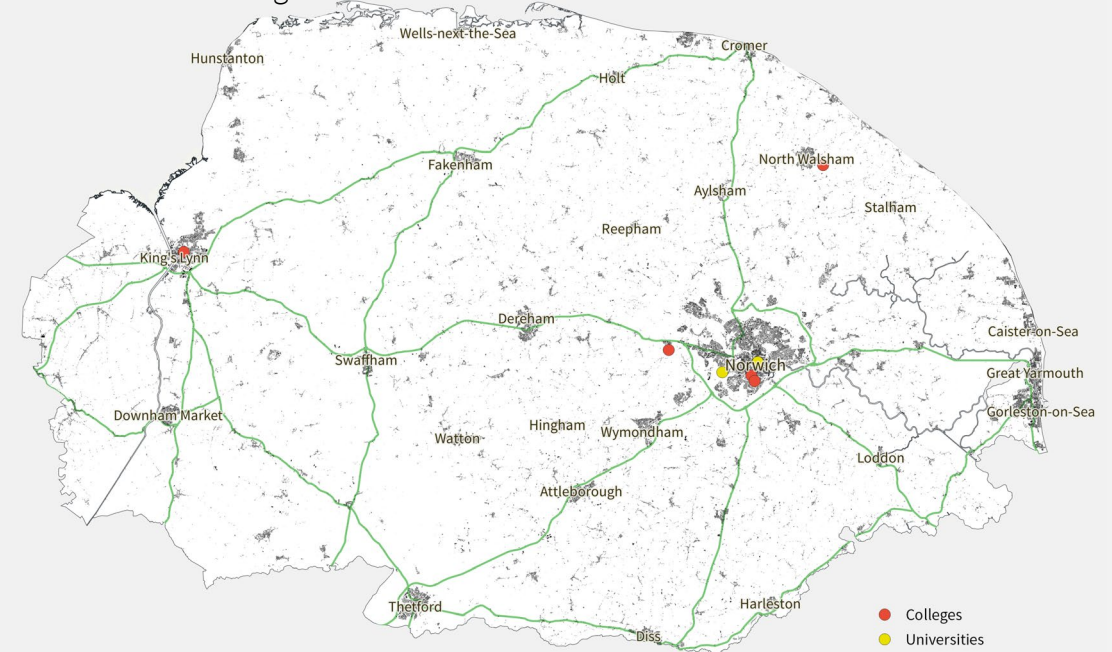 Wells-next-the-Sea
Cromer
Hunstanton
Holt
Fakenham
North Walsham
Aylsham
Stalham
Reepham
King's Lynn
Dereham
Caister-on-Sea
Swaffham
Norwich
Great Yarmouth
Downham Market
Gorleston-on-Sea
Hingham
Wymondham
Watton
Loddon
Attleborough
Thetford
Harleston
Diss
Colleges
Universities